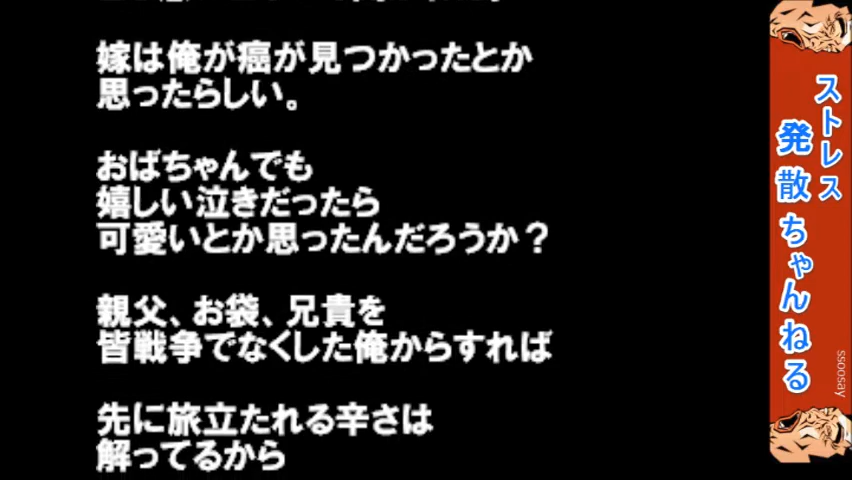 嫁は俺が癌が見つかったとか
思ったらしい。
おばちゃんでも
嬉しい泣きだったら
可愛いとか思ったんだろうか？
親父、お袋、兄貴を
皆戦争でなくした俺からすれば
先に旅立たれる辛さは
解ってるから
ストレス
発散ちゃんねる
ssoosay